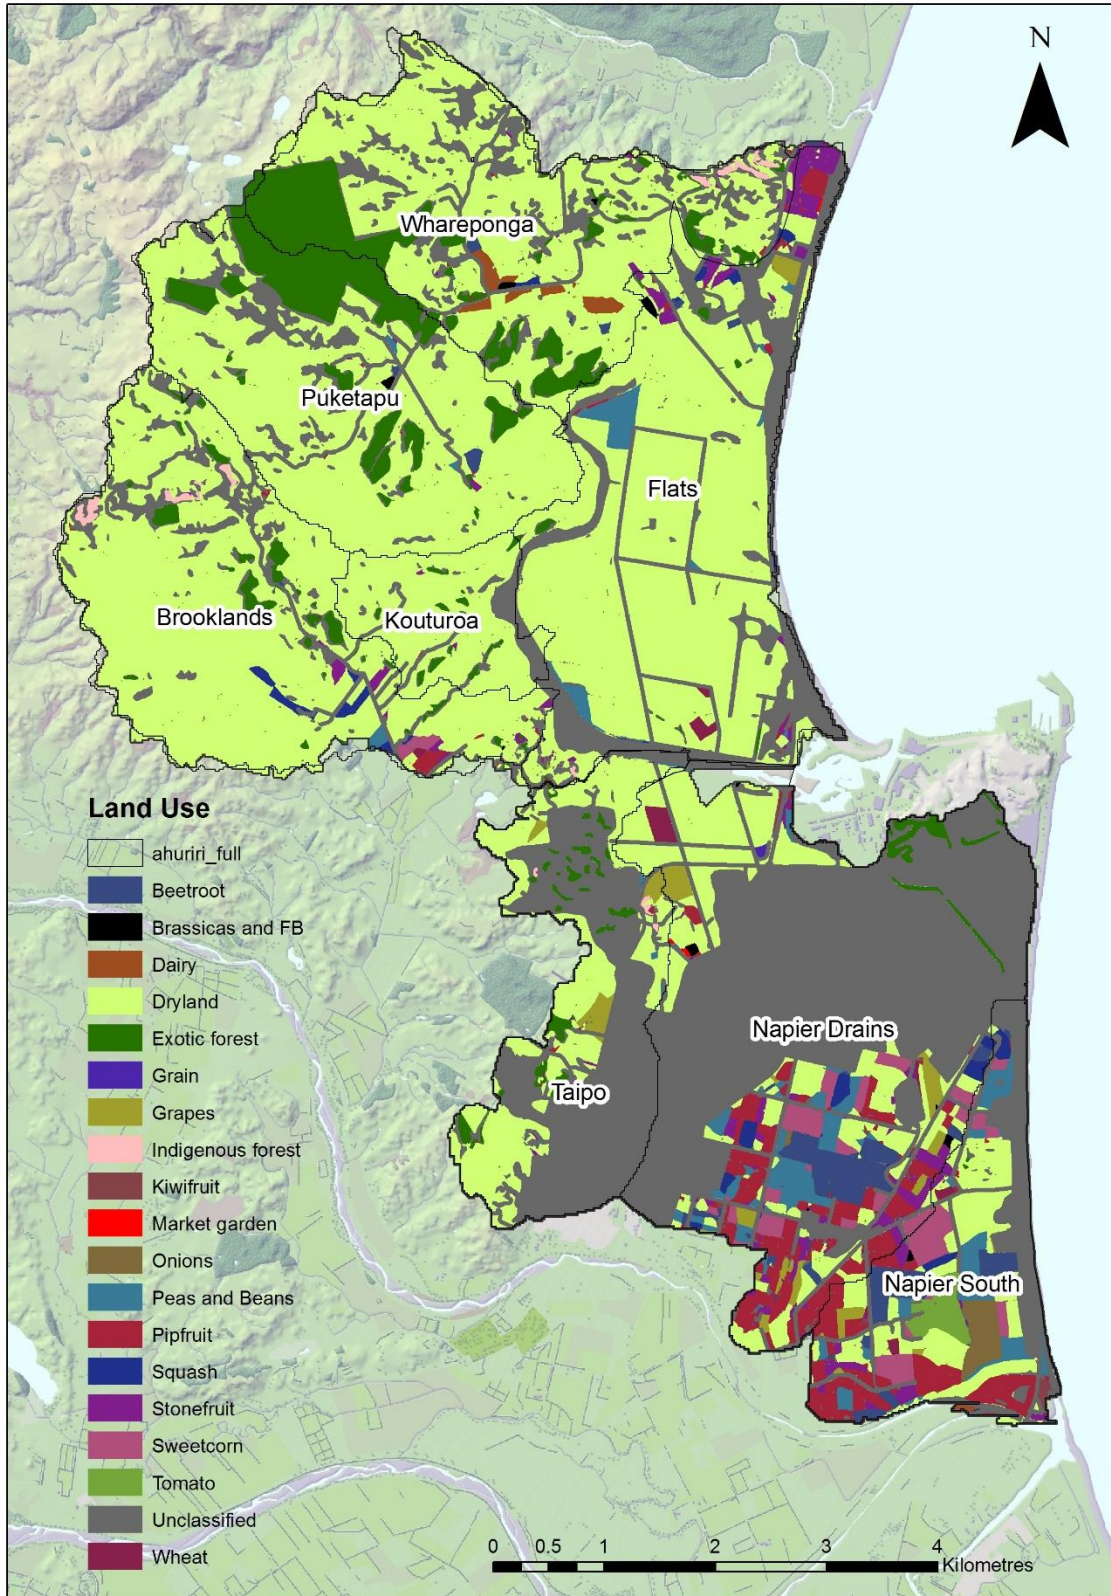 N
Whareponga
Puketapu
Flats
Brooklands
Kouturoa
Land Use
ahuriri_full
Beetroot
Brassicas and FB
Dairy
Dryland
Exotic forest
Grain
Grapes
Indigenous forest
Kiwifruit
Market garden
Onions
Peas and Beans
Pipfruit
Squash
Stonefruit
Sweetcorn
Tomato
Unclassified
Wheat
Napier Drains
Taipo
Napier South
0 0.5 1 2 3 4
Kilometres